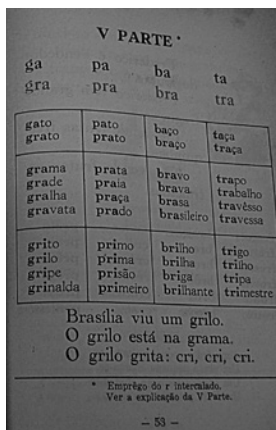 V PARTE *
ga pa ba ta
gra pra bra tra
gato pato baço taça
grato prato braço traça
grama prata bravo trapo
grade praia brava trabalho
gralha praça brasa travêsso
gravata prado brasileiro travessa
grito primo brilho trigo
grilo prima brilha trilho
gripe prisão briga tripa
grinalda primeiro brilhante trimestre
Brasília viu um grilo.
O grilo está na grama.
O grilo grita: cri, cri, cri.
* Emprêgo do r intercalado.
Ver a explicação da V Parte.
— 53 —